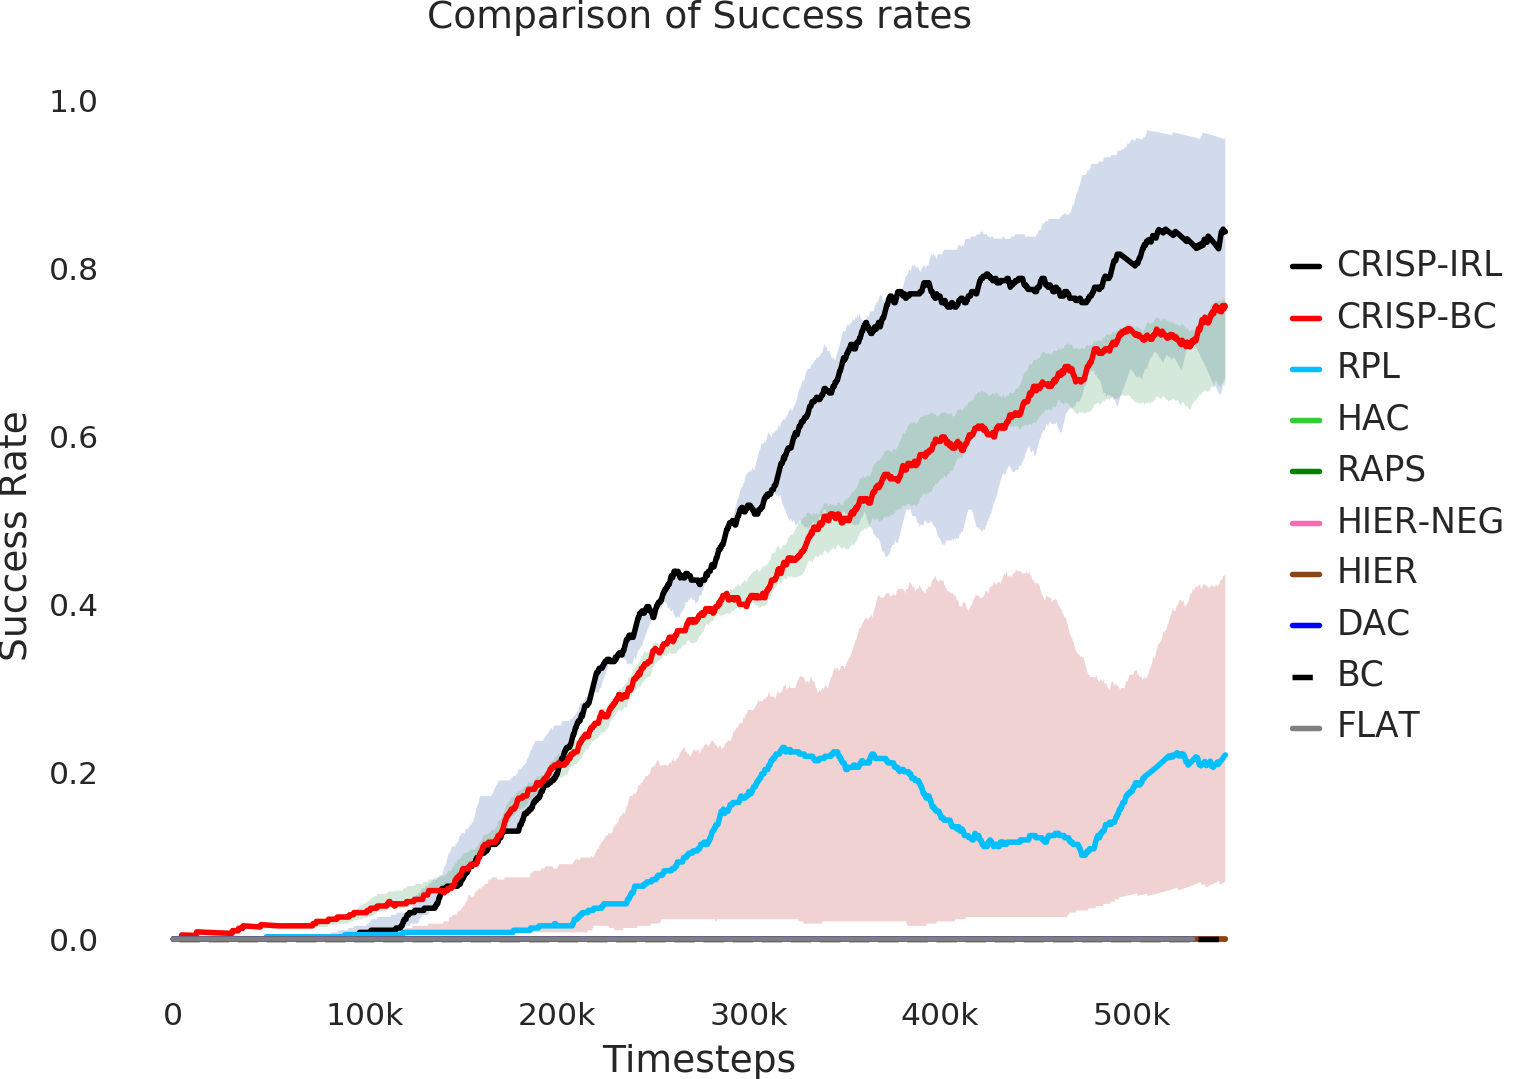 Comparison of Success rates
1.0
0.8
0.6
0.4
0.2
0.0
Success Rate
0
100k
200k
300k
400k
500k
Timesteps
CRISP-IRL
CRISP-BC
RPL
HAC
RAPS
HIER-NEG
HIER
DAC
BC
FLAT